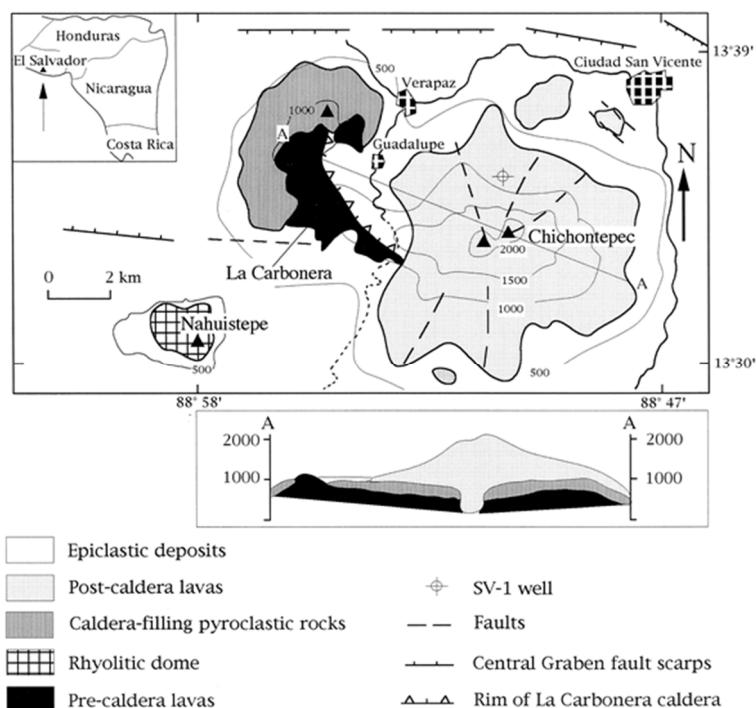 Honduras
El Salvador
Nicaragua
Costa Rica
13°39'
Ciudad San Vicente
500
Verapaz
1000
A
Guadalupe
N
Chichontepec
2000
La Carbonera
1500
A
0 2 km
1000
Nahuistepe
500
500
13°30'
88° 58' 88° 47'
A A
2000 2000
1000 1000
Epiclastic deposits
Post-caldera lavas
SV-1 well
Caldera-filling pyroclastic rocks
Faults
Rhyolitic dome
Central Graben fault scarps
Pre-caldera lavas
Rim of La Carbonera caldera